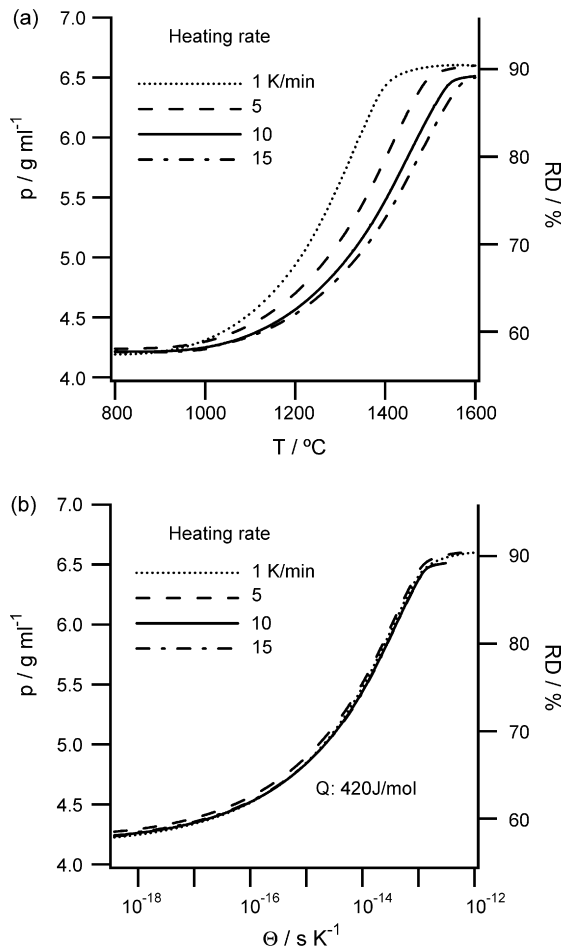 (a)
7.0
6.5
6.0
5.5
5.0
4.5
4.0
p / g ml⁻¹
Heating rate
1 K/min
5
10
15
90
80
70
60
RD / %
800
1000
1200
1400
1600
T / ºC
(b)
7.0
6.5
6.0
5.5
5.0
4.5
4.0
p / g ml⁻¹
Heating rate
1 K/min
5
10
15
Q: 420J/mol
90
80
70
60
RD / %
10⁻¹⁸
10⁻¹⁶
10⁻¹⁴
10⁻¹²
Θ / s K⁻¹